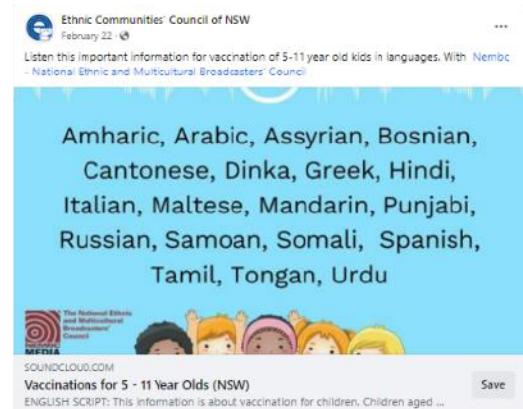 Ethnic Communities' Council of NSW
February 22
Listen this important information for vaccination of 5-11 year old kids in languages. With Nembc
- National Ethnic and Multicultural Broadcasters' Council
Amharic, Arabic, Assyrian, Bosnian,
Cantonese, Dinka, Greek, Hindi,
Italian, Maltese, Mandarin, Punjabi,
Russian, Samoan, Somali, Spanish,
Tamil, Tongan, Urdu
The National Ethnic
and Multicultural
Broadcasters'
Council
MEDIA
SOUNDCLOUD.COM
Vaccinations for 5 - 11 Year Olds (NSW)
Save
ENGLISH SCRIPT: This information is about vaccination for children. Children aged ...